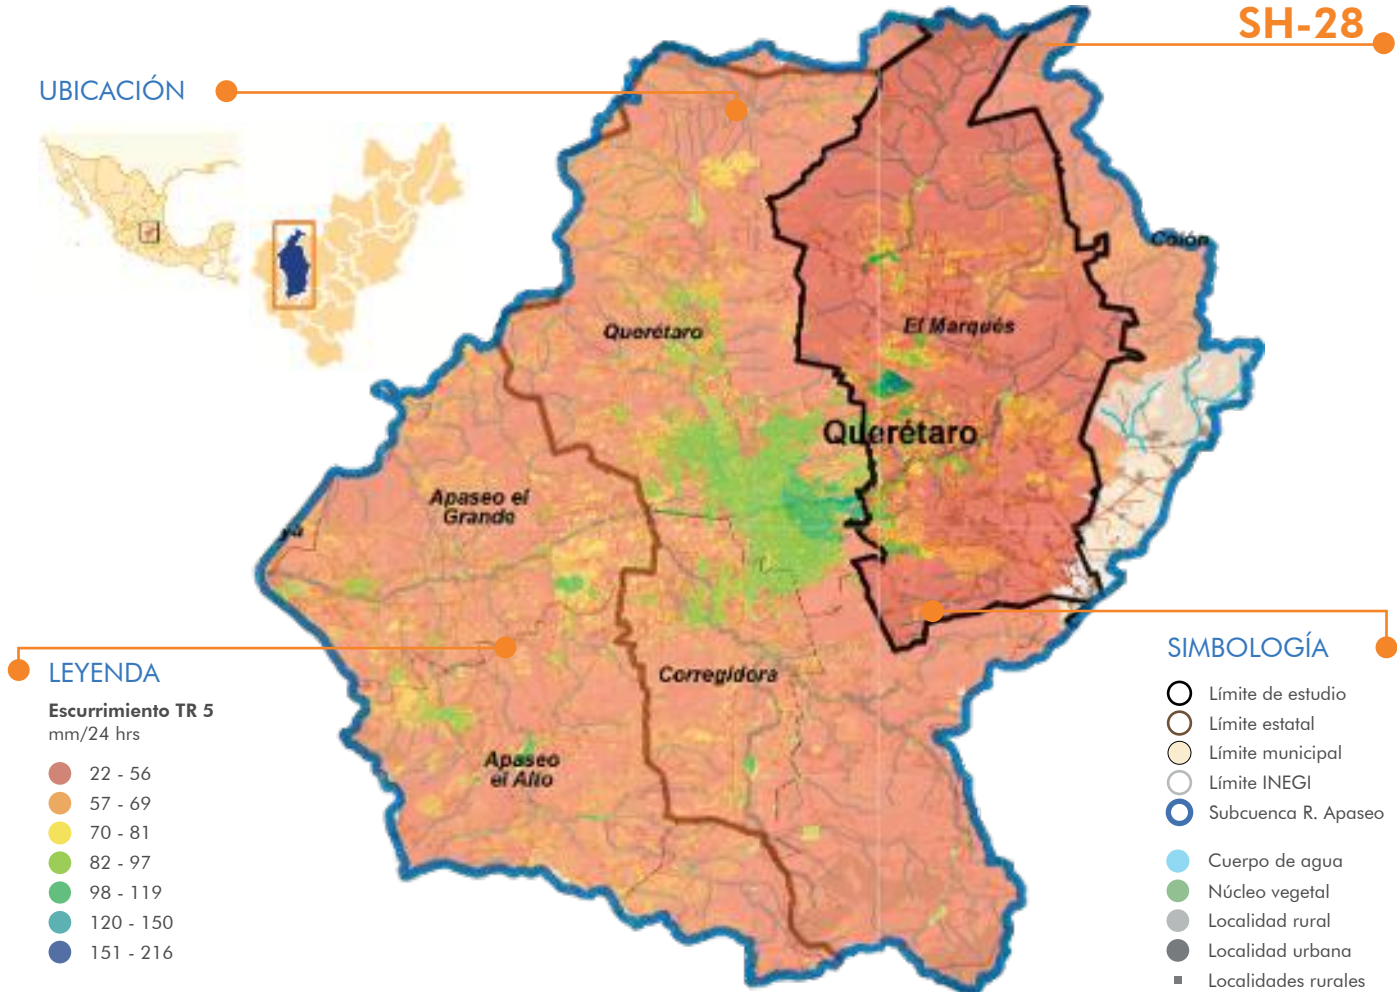 SH-28
UBICACIÓN
Colón
Querétaro
El Marqués
Querétaro
Apaseo el
Grande
yá
Corregidora
Apaseo
el Alto
LEYENDA
Escurrimiento TR 5
mm/24 hrs
22 - 56
57 - 69
70 - 81
82 - 97
98 - 119
120 - 150
151 - 216
SIMBOLOGÍA
Límite de estudio
Límite estatal
Límite municipal
Límite INEGI
Subcuenca R. Apaseo
Cuerpo de agua
Núcleo vegetal
Localidad rural
Localidad urbana
Localidades rurales